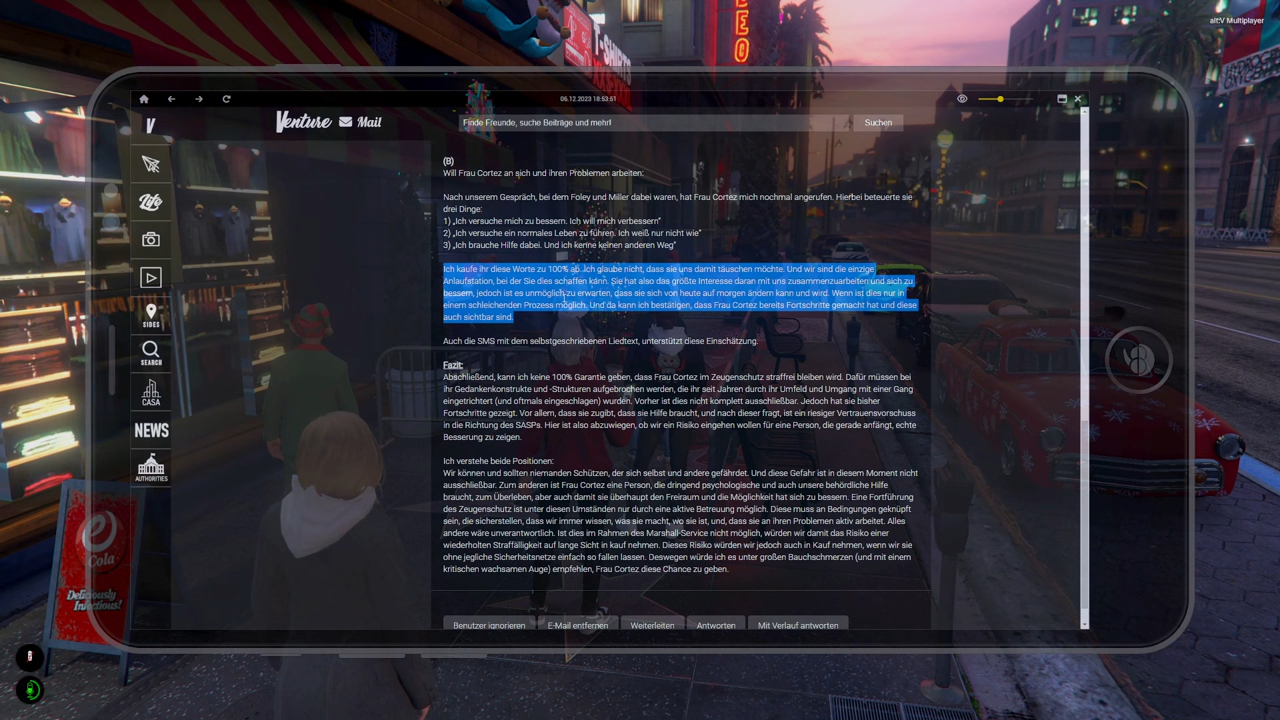 alt:V Multiplayer
T-SHIRTS
DEO
06.12.2023 18:53:51
V
Venture Mail
Finde Freunde, suche Beiträge und mehr!
Suchen
Life
SIDES
SEARCH
CASA
NEWS
AUTHORITIES
(B)
Will Frau Cortez an sich und ihren Problemen arbeiten:
Nach unserem Gespräch, bei dem Foley und Miller dabei waren, hat Frau Cortez mich nochmal angerufen. Hierbei beteuerte sie
drei Dinge:
1) „Ich versuche mich zu bessern. Ich will mich verbessern“
2) „Ich versuche ein normales Leben zu führen. Ich weiß nur nicht wie“
3) „Ich brauche Hilfe dabei. Und ich kenne keinen anderen Weg“
Ich kaufe ihr diese Worte zu 100% ab. Ich glaube nicht, dass sie uns damit täuschen möchte. Und wir sind die einzige
Anlaufstation, bei der Sie dies schaffen kann. Sie hat also das größte Interesse daran mit uns zusammenzuarbeiten und sich zu
bessern, jedoch ist es unmöglich zu erwarten, dass sie sich von heute auf morgen ändern kann und wird. Wenn ist dies nur in
einem schleichenden Prozess möglich. Und da kann ich bestätigen, dass Frau Cortez bereits Fortschritte gemacht hat und diese
auch sichtbar sind.
Auch die SMS mit dem selbstgeschriebenen Liedtext, unterstützt diese Einschätzung.
Fazit:
Abschließend, kann ich keine 100% Garantie geben, dass Frau Cortez im Zeugenschutz straffrei bleiben wird. Dafür müssen bei
ihr Gedankenkonstrukte und -Strukturen aufgebrochen werden, die ihr seit Jahren durch ihr Umfeld und Umgang mit einer Gang
eingetrichtert (und oftmals eingeschlagen) wurden. Vorher ist dies nicht komplett ausschließbar. Jedoch hat sie bisher
Fortschritte gezeigt. Vor allem, dass sie zugibt, dass sie Hilfe braucht, und nach dieser fragt, ist ein riesiger Vertrauensvorschuss
in die Richtung des SASPs. Hier ist also abzuwiegen, ob wir ein Risiko eingehen wollen für eine Person, die gerade anfängt, echte
Besserung zu zeigen.
Ich verstehe beide Positionen:
Wir können und sollten niemanden Schützen, der sich selbst und andere gefährdet. Und diese Gefahr ist in diesem Moment nicht
ausschließbar. Zum anderen ist Frau Cortez eine Person, die dringend psychologische und auch unsere behördliche Hilfe
braucht, zum Überleben, aber auch damit sie überhaupt den Freiraum und die Möglichkeit hat sich zu bessern. Eine Fortführung
des Zeugenschutz ist unter diesen Umständen nur durch eine aktive Betreuung möglich. Diese muss an Bedingungen geknüpft
sein, die sicherstellen, dass wir immer wissen, was sie macht, wo sie ist, und, dass sie an ihren Problemen aktiv arbeitet. Alles
andere wäre unverantwortlich. Ist dies im Rahmen des Marshall-Service nicht möglich, würden wir damit das Risiko einer
wiederholten Straffälligkeit auf lange Sicht in kauf nehmen. Dieses Risiko würden wir jedoch auch in Kauf nehmen, wenn wir sie
ohne jegliche Sicherheitsnetze einfach so fallen lassen. Deswegen würde ich es unter großen Bauchschmerzen (und mit einem
kritischen wachsamen Auge) empfehlen, Frau Cortez diese Chance zu geben.
Benutzer ignorieren
E-Mail entfernen
Weiterleiten
Antworten
Mit Verlauf antworten
e
Cola
Deliciously
Infectious!